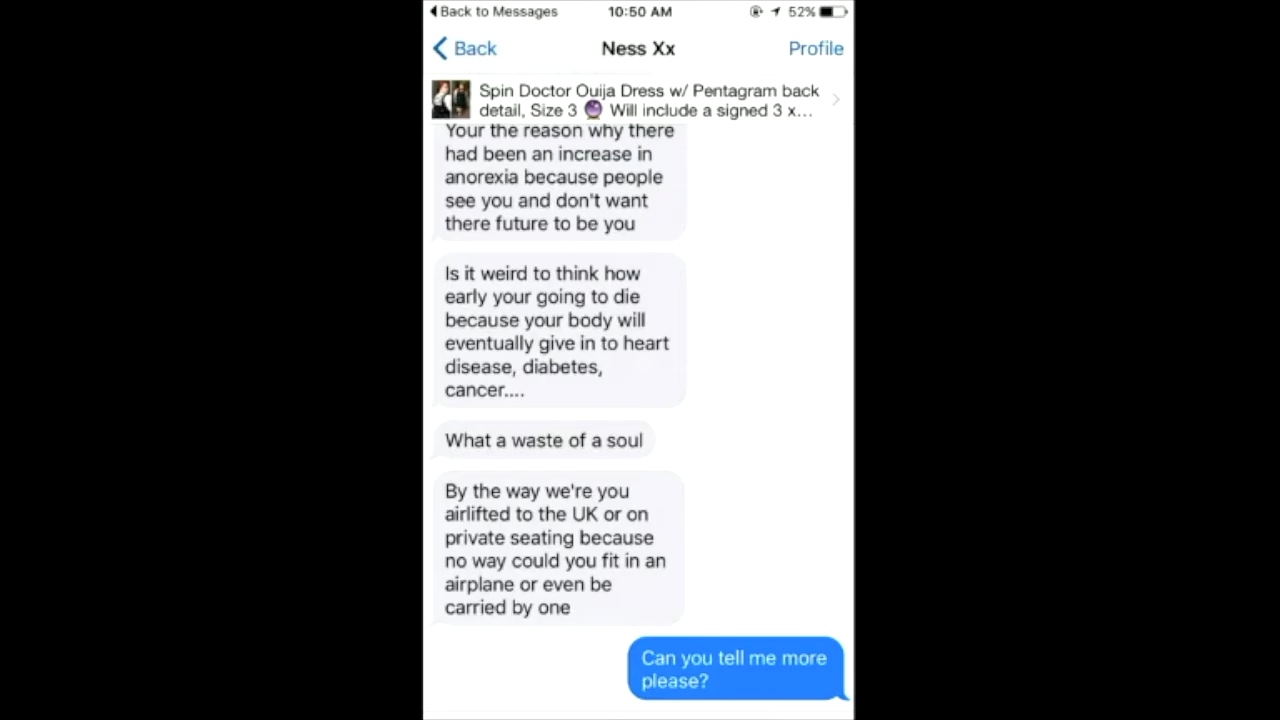 Back to Messages 10:50 AM 52%
Back Ness Xx Profile
Spin Doctor Ouija Dress w/ Pentagram back
detail, Size 3 🔮 Will include a signed 3 x...
Your the reason why there
had been an increase in
anorexia because people
see you and don't want
there future to be you
Is it weird to think how
early your going to die
because your body will
eventually give in to heart
disease, diabetes,
cancer....
What a waste of a soul
By the way we're you
airlifted to the UK or on
private seating because
no way could you fit in an
airplane or even be
carried by one
Can you tell me more
please?